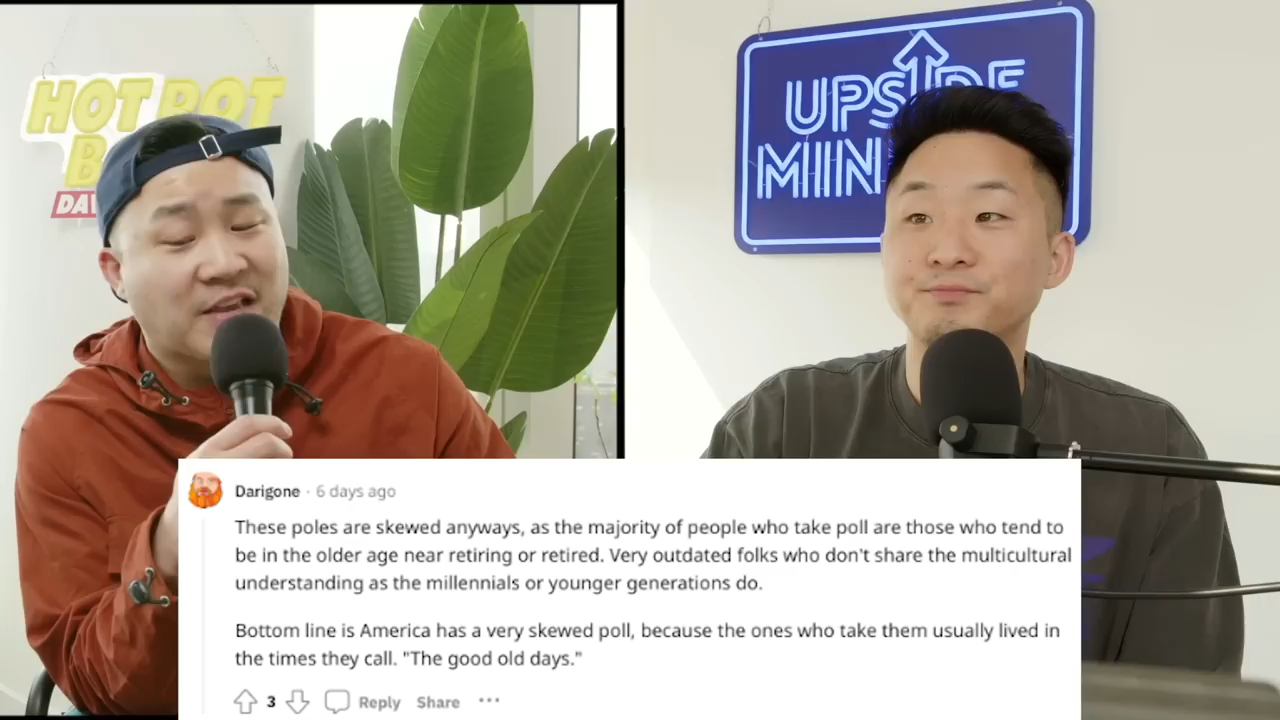 HOT POT
B
DAV
UPSIDE
MIN
Darigone · 6 days ago
These poles are skewed anyways, as the majority of people who take poll are those who tend to
be in the older age near retiring or retired. Very outdated folks who don't share the multicultural
understanding as the millennials or younger generations do.
Bottom line is America has a very skewed poll, because the ones who take them usually lived in
the times they call. "The good old days."
3 Reply Share ···